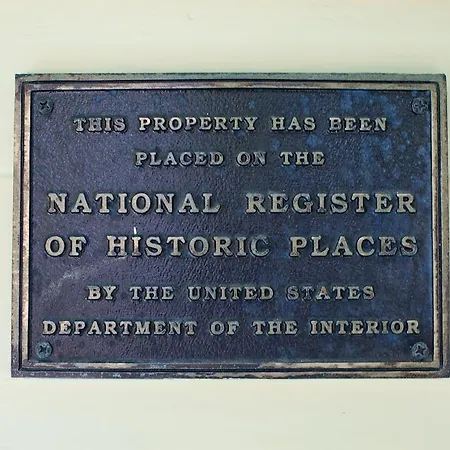 THIS PROPERTY HAS BEEN
PLACED ON THE
NATIONAL REGISTER
OF HISTORIC PLACES
BY THE UNITED STATES
DEPARTMENT OF THE INTERIOR